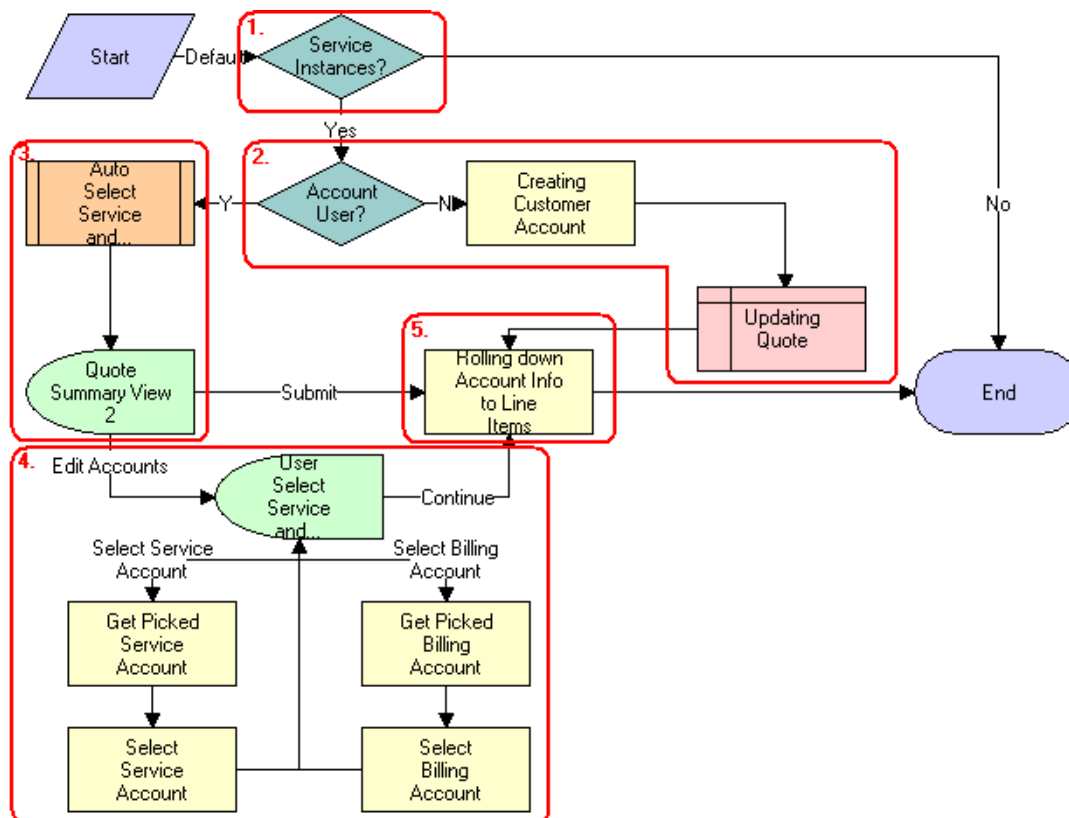 1.
Start
Default
Service
Instances?
Yes
3.
2.
Auto
Select
Service
and...
Y
Account
User?
N
Creating
Customer
Account
No
Updating
Quote
5.
Quote
Summary View
2
Submit
Rolling down
Account Info
to Line
Items
End
4.
Edit Accounts
User
Select
Service
and...
Continue
Select Service
Account
Select Billing
Account
Get Picked
Service
Account
Get Picked
Billing
Account
Select
Service
Account
Select
Billing
Account